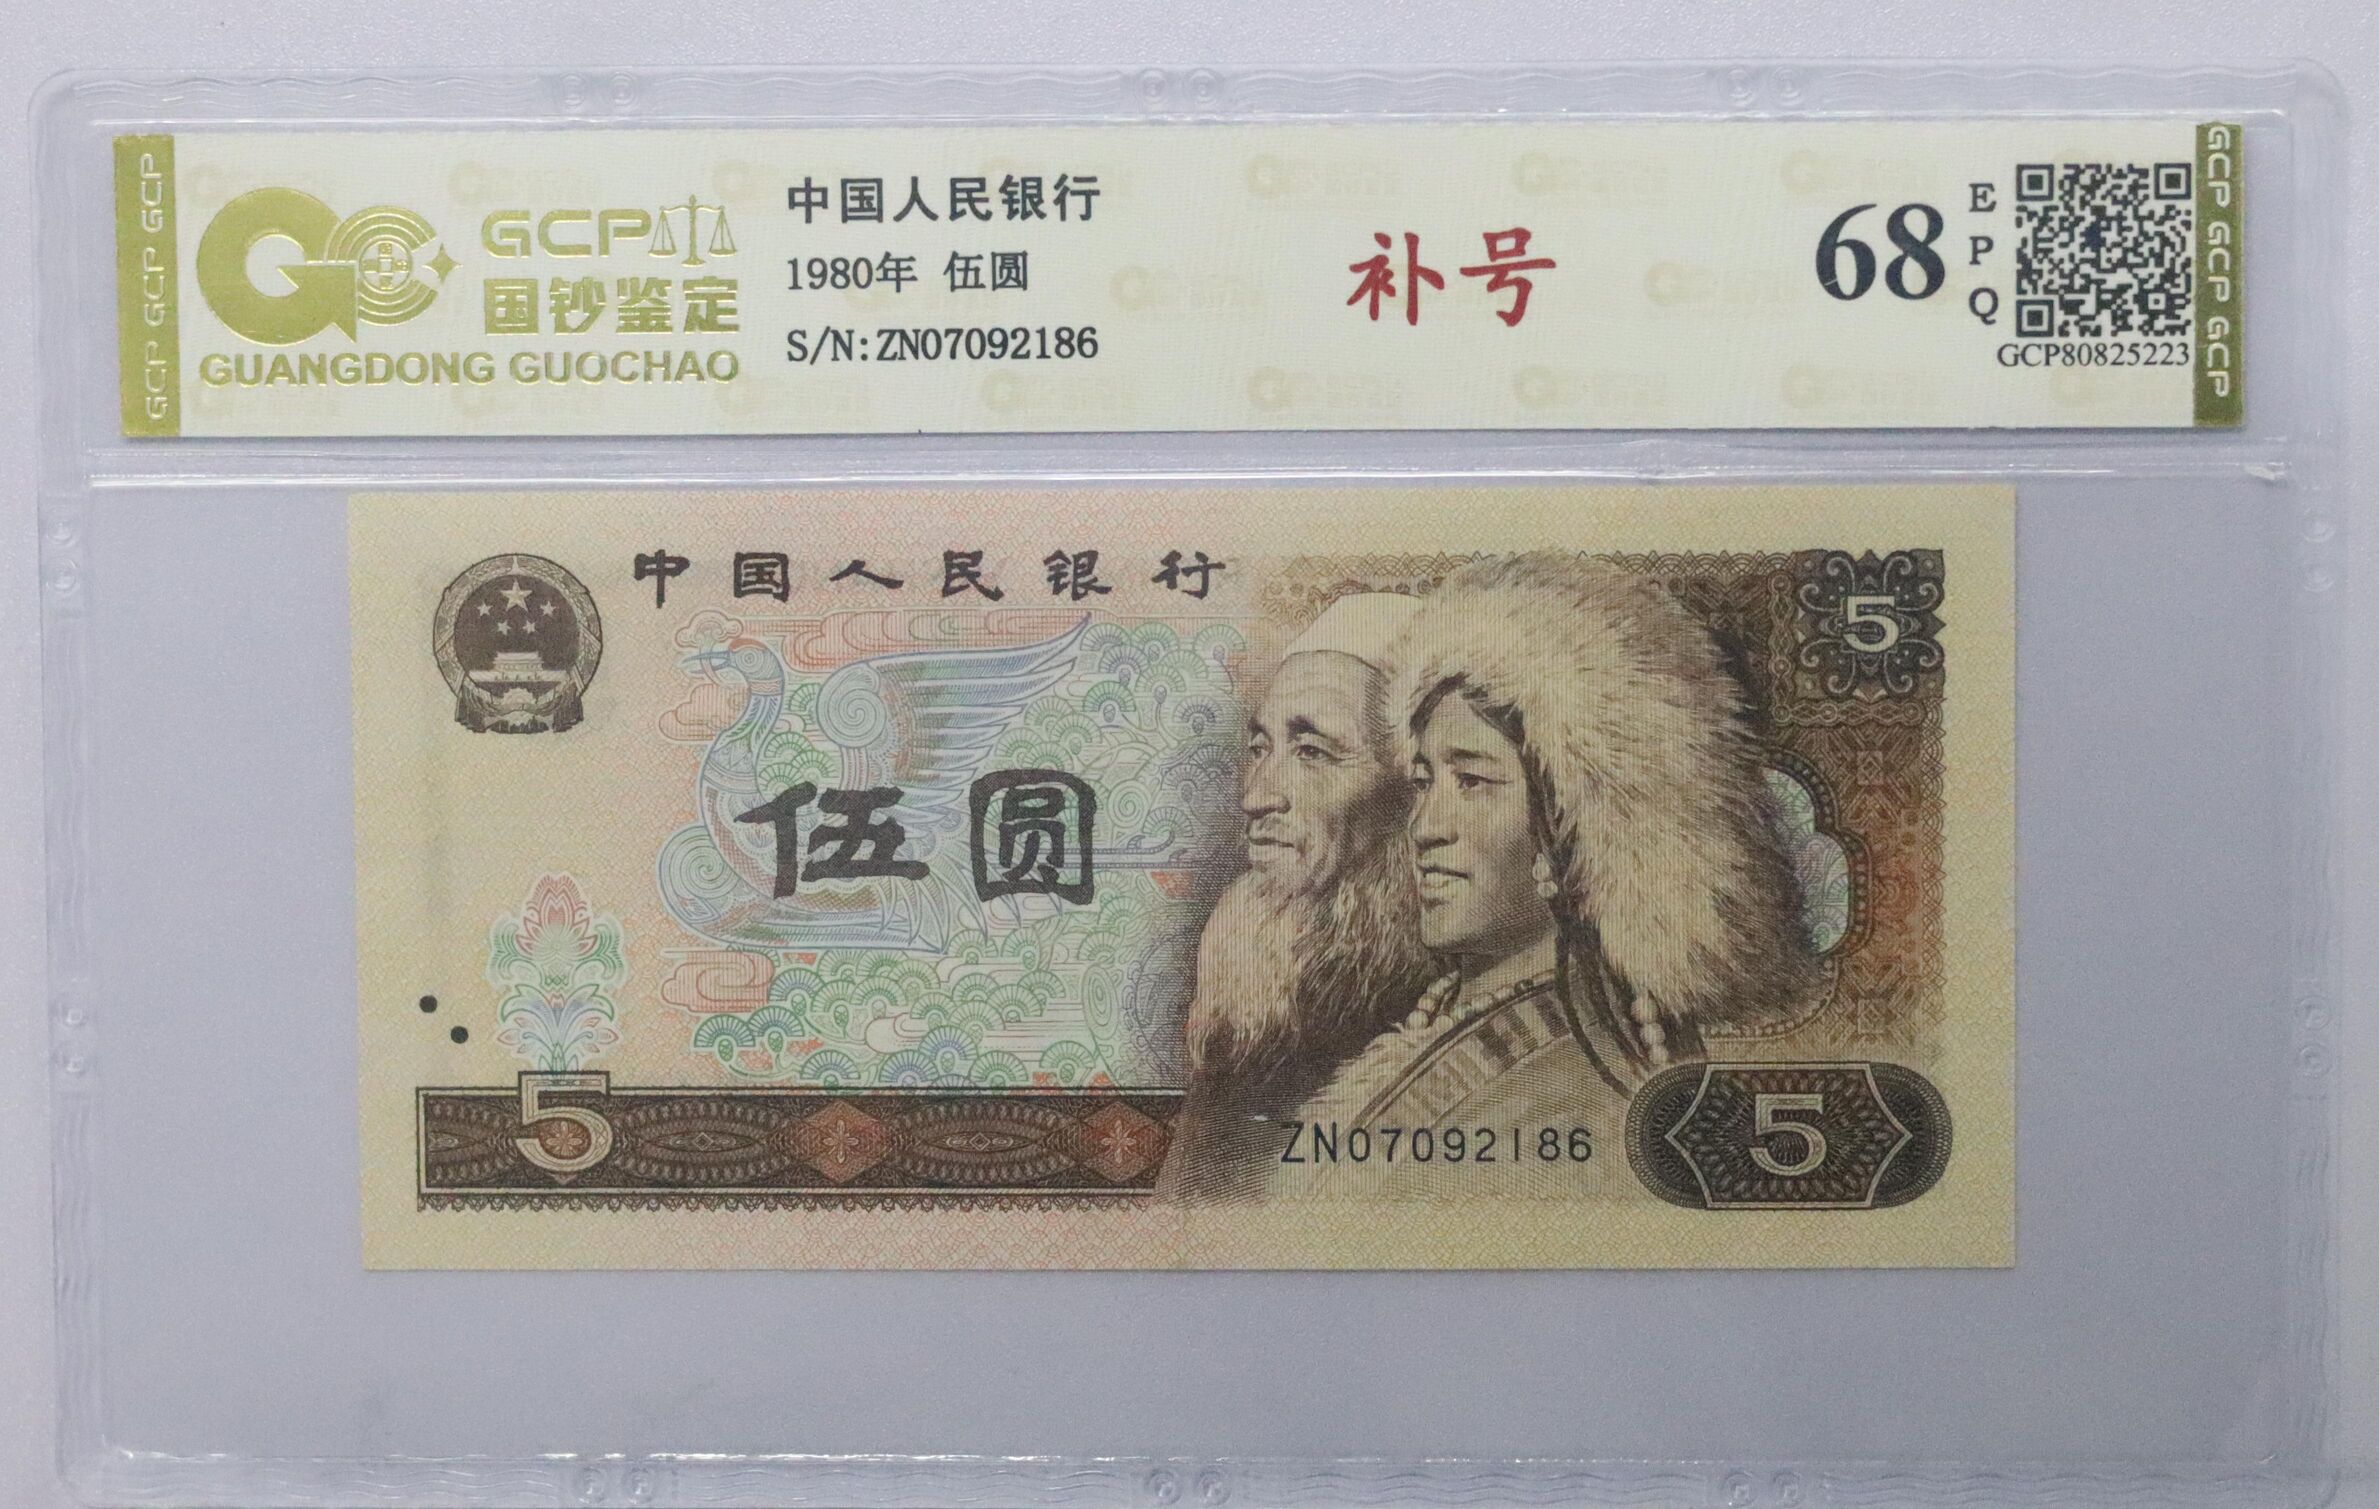 GCP GCP GCP
GCP
国钞鉴定
GUANGDONG GUOCHAO
中国人民银行
1980年 伍圆
S/N:ZN07092186
补号
68
E
P
Q
GCP80825223
GCP GCP GCP GCP
中国人民银行
5
伍圆
5
ZN07092186
5